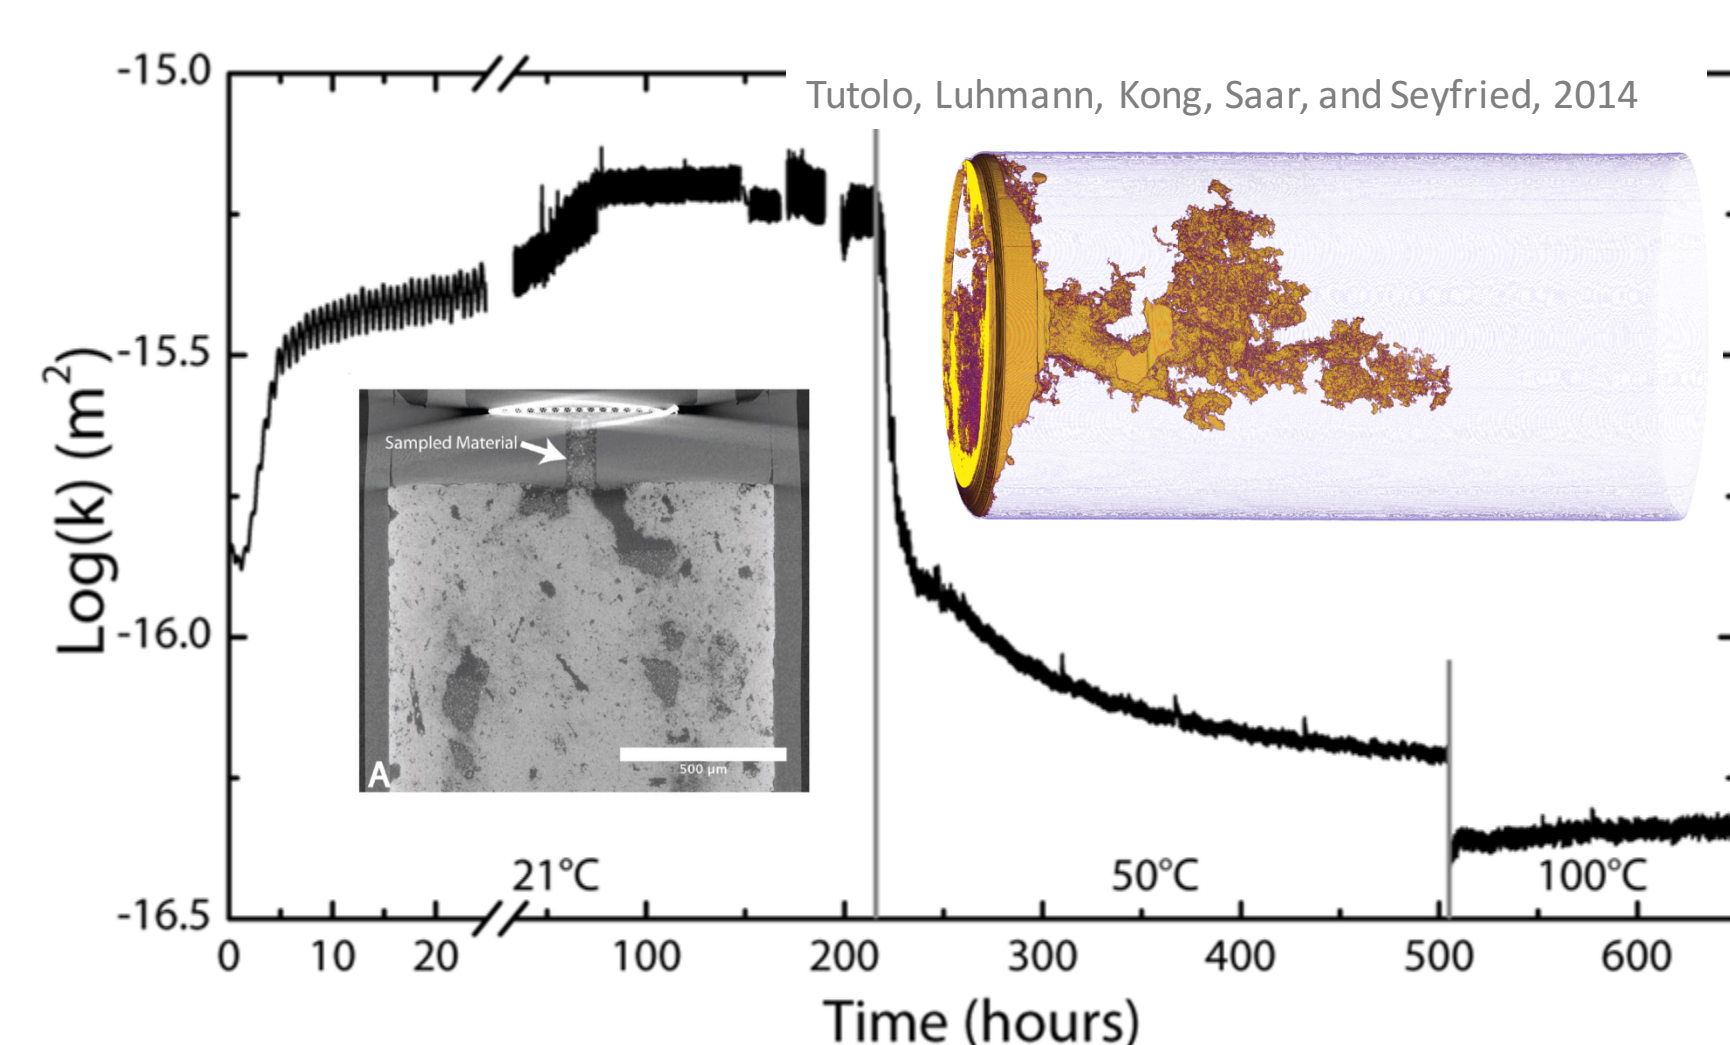 Tutolo, Luhmann, Kong, Saar, and Seyfried, 2014
-15.0
-15.5
-16.0
-16.5
Log(k) (m²)
Sampled Material
A
500 µm
21°C
50°C
100°C
0 10 20 100 200 300 400 500 600
Time (hours)